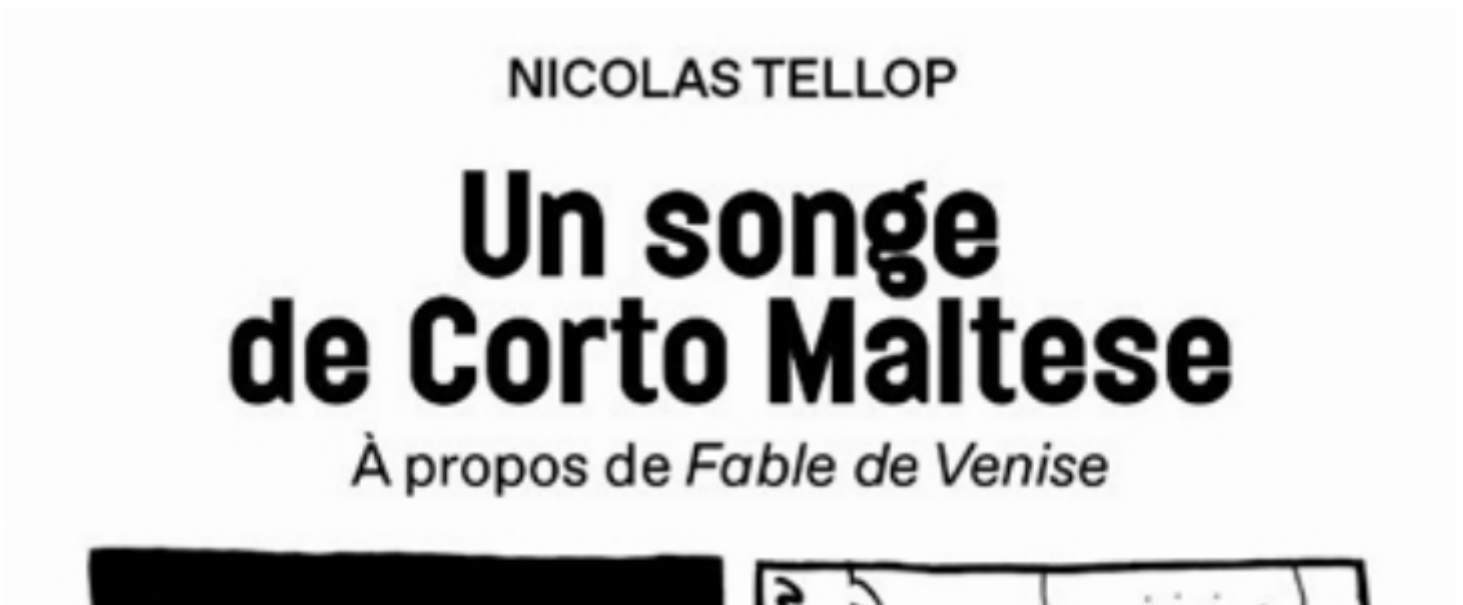 NICOLAS TELLOP
Un songe
de Corto Maltese
À propos de Fable de Venise